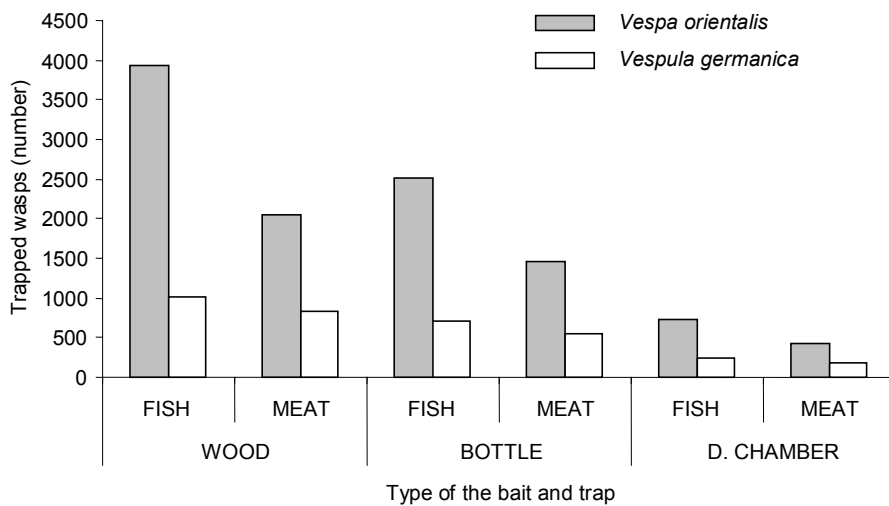 4500
4000
3500
3000
2500
2000
1500
1000
500
0
Trapped wasps (number)
Vespa orientalis
Vespula germanica
FISH MEAT FISH MEAT FISH MEAT
WOOD BOTTLE D. CHAMBER
Type of the bait and trap